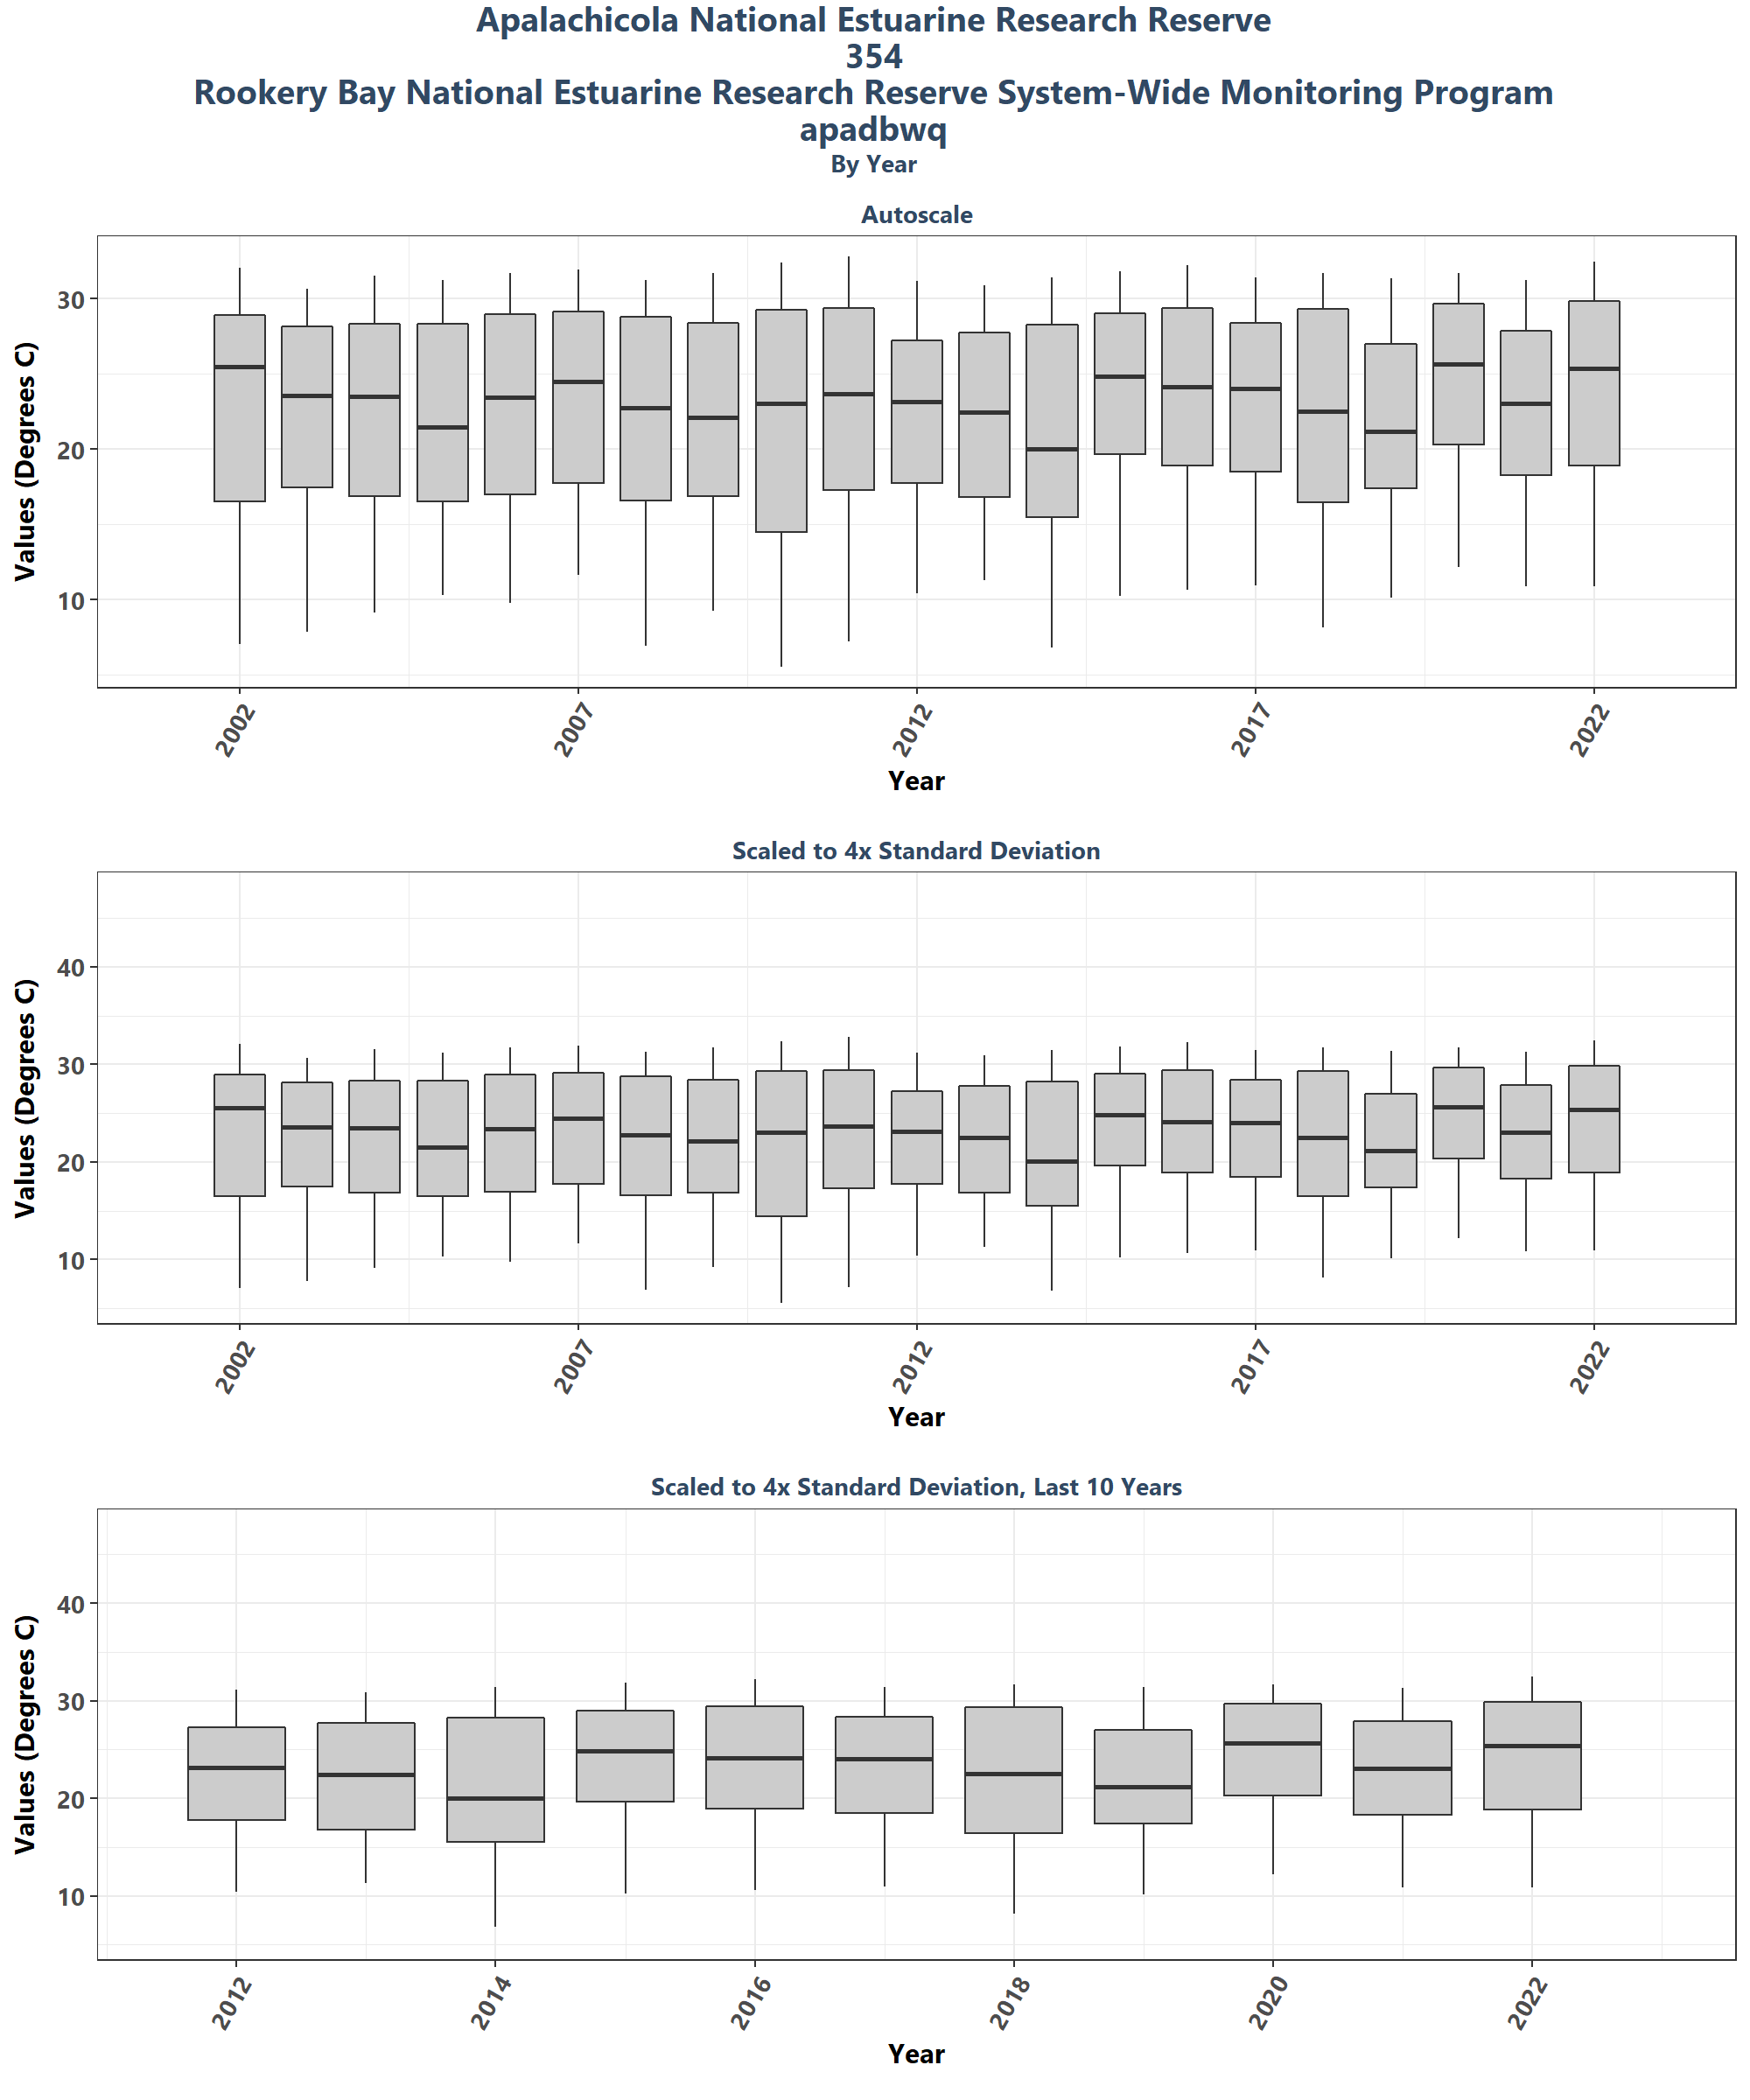 Apalachicola National Estuarine Research Reserve
354
Rookery Bay National Estuarine Research Reserve System-Wide Monitoring Program
apadbwq
By Year
Autoscale
Values (Degrees C)
30
20
10
2002 2007 2012 2017 2022
Year
Scaled to 4x Standard Deviation
Values (Degrees C)
40
30
20
10
2002 2007 2012 2017 2022
Year
Scaled to 4x Standard Deviation, Last 10 Years
Values (Degrees C)
40
30
20
10
2012 2014 2016 2018 2020 2022
Year